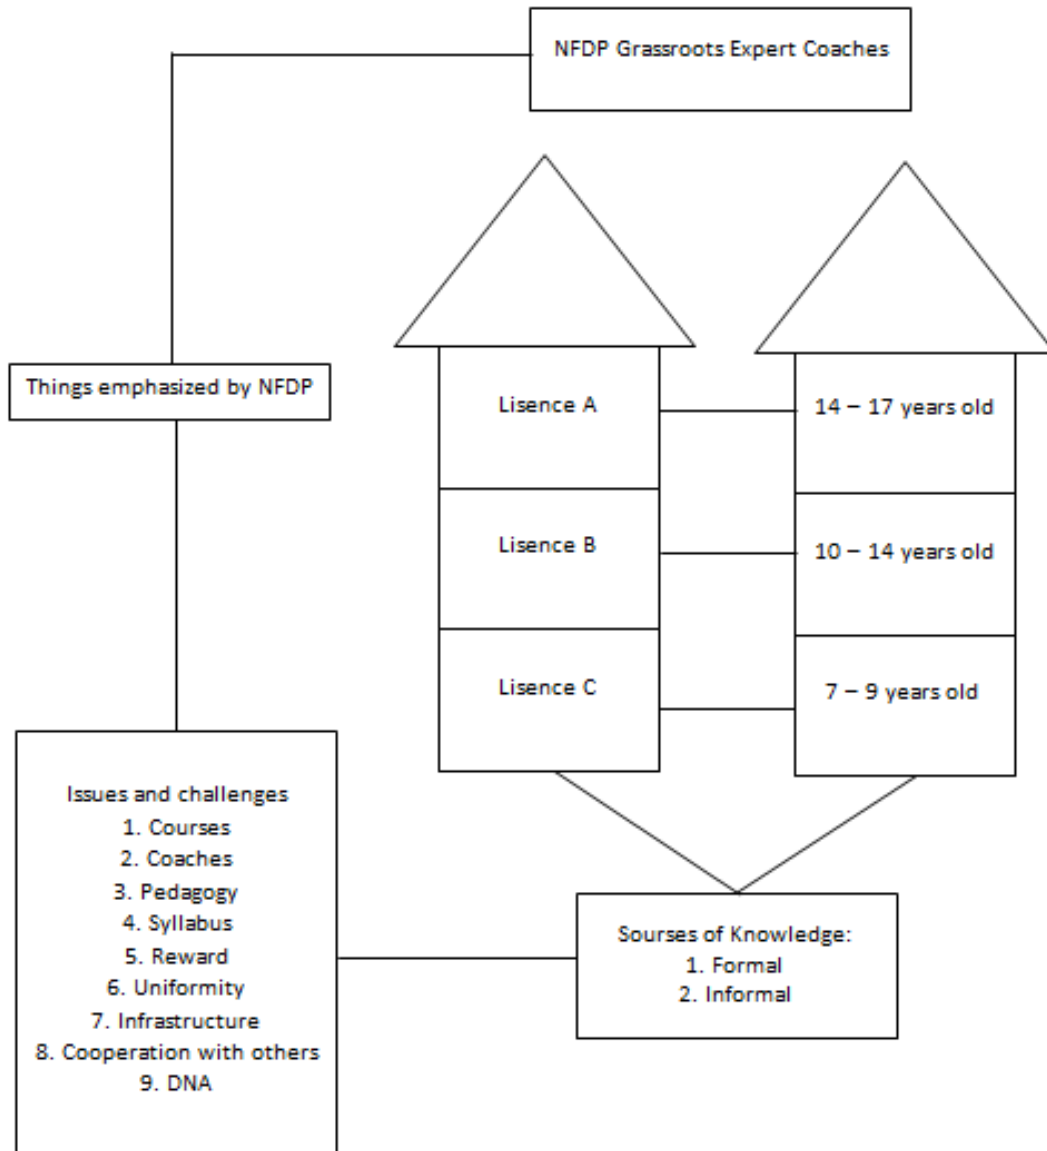 NFDP Grassroots Expert Coaches
Things emphasized by NFDP
Lisence A
14 – 17 years old
Lisence B
10 – 14 years old
Lisence C
7 – 9 years old
Issues and challenges
1. Courses
2. Coaches
3. Pedagogy
4. Syllabus
5. Reward
6. Uniformity
7. Infrastructure
8. Cooperation with others
9. DNA
Sourses of Knowledge:
1. Formal
2. Informal